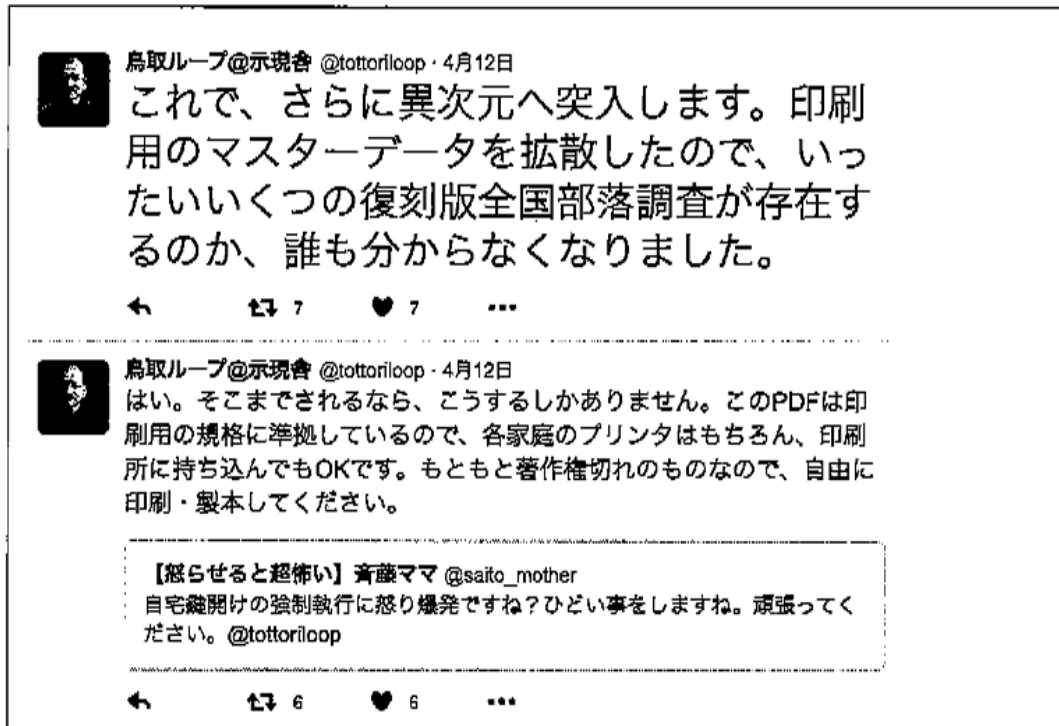 鳥取ループ@示現舎 @tottoriloop · 4月12日
これで、さらに異次元へ突入します。印刷
用のマスターデータを拡散したので、いっ
たいいくつの復刻版全国部落調査が存在す
るのか、誰も分からなくなりました。
7 7
鳥取ループ@示現舎 @tottoriloop · 4月12日
はい。そこまでされるなら、こうするしかありません。このPDFは印
刷用の規格に準拠しているので、各家庭のプリンタはもちろん、印刷
所に持ち込んでもOKです。もともと著作権切れのものなので、自由に
印刷・製本してください。
【怒らせると超怖い】斉藤ママ @saito_mother
自宅鍵開けの強制執行に怒り爆発ですね？ひどい事をしますね。頑張ってく
ださい。@tottoriloop
6 6